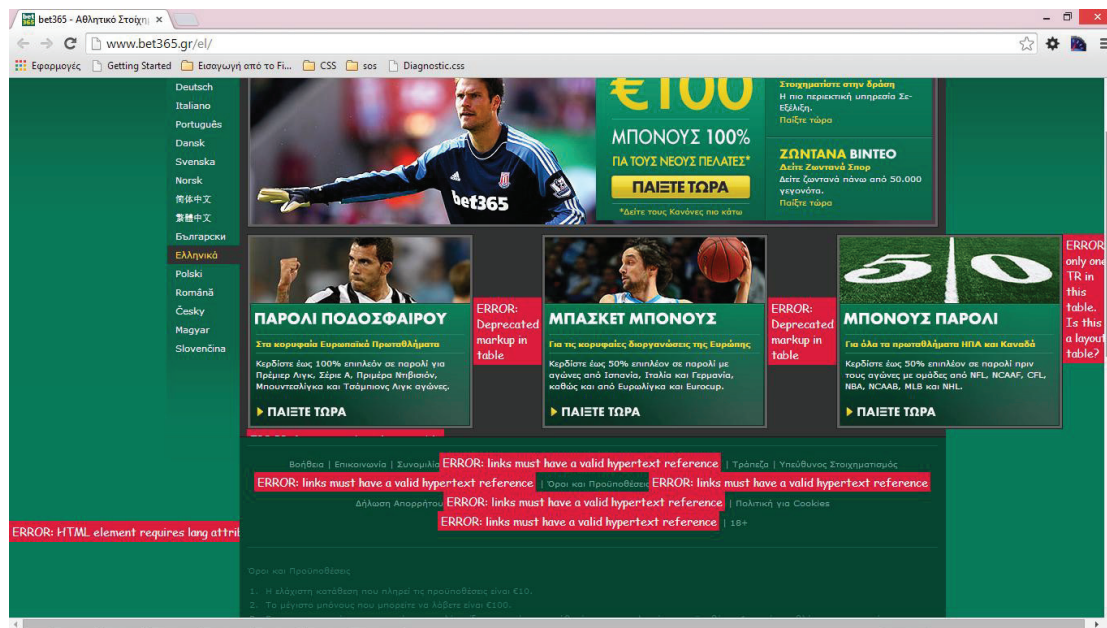 bet365 - Αθλητικό Στοίχη
www.bet365.gr/el/
Εφαρμογές Getting Started Εισαγωγή από το Fi... CSS sos Diagnostic.css
Deutsch
Italiano
Português
Dansk
Svenska
Norsk
简体中文
繁體中文
Български
Ελληνικά
Polski
Română
Česky
Magyar
Slovenčina
bet365
€100
ΜΠΟΝΟΥΣ 100%
ΓΙΑ ΤΟΥΣ ΝΕΟΥΣ ΠΕΛΑΤΕΣ*
ΠΑΙΞΤΕ ΤΩΡΑ
*Δείτε τους Κανόνες πιο κάτω
Στοιχηματίστε στην δράση
Η πιο περιεκτική υπηρεσία Σε-
Εξέλιξη.
Παίξτε τώρα
ΖΩΝΤΑΝΑ ΒΙΝΤΕΟ
Δείτε Ζωντανά Σπορ
Δείτε ζωντανά πάνω από 50.000
γεγονότα.
Παίξτε τώρα
ΠΑΡΟΛΙ ΠΟΔΟΣΦΑΙΡΟΥ
Στα κορυφαία Ευρωπαϊκά Πρωταθλήματα
Κερδίστε έως 100% επιπλέον σε παρολί για
Πρέμιερ Λιγκ, Σέριε Α, Πριμέρα Ντιβισιόν,
Μπουντεσλίγκα και Τσάμπιονς Λιγκ αγώνες.
ΠΑΙΞΤΕ ΤΩΡΑ
ERROR:
Deprecated
markup in
table
ΜΠΑΣΚΕΤ ΜΠΟΝΟΥΣ
Για τις κορυφαίες διοργανώσεις της Ευρώπης
Κερδίστε έως 50% επιπλέον σε παρολί με
αγώνες από Ισπανία, Ιταλία και Γερμανία,
καθώς και από Ευρωλίγκα και Eurocup.
ΠΑΙΞΤΕ ΤΩΡΑ
ERROR:
Deprecated
markup in
table
50
ΜΠΟΝΟΥΣ ΠΑΡΟΛΙ
Για όλα τα πρωταθλήματα ΗΠΑ και Καναδά
Κερδίστε έως 50% επιπλέον σε παρολί πριν
τους αγώνες με ομάδες από NFL, NCAAF, CFL,
NBA, NCAAB, MLB και NHL.
ΠΑΙΞΤΕ ΤΩΡΑ
ERROR
only one
TR in
this
table.
Is this
a layout
table?
Βοήθεια | Επικοινωνία | Συνομιλία ERROR: links must have a valid hypertext reference | Τράπεζα | Υπεύθυνος Στοιχηματισμός
ERROR: links must have a valid hypertext reference | Όροι και Προϋποθέσεις ERROR: links must have a valid hypertext reference
Δήλωση Απορρήτου ERROR: links must have a valid hypertext reference | Πολιτική για Cookies
ERROR: links must have a valid hypertext reference | 18+
ERROR: HTML element requires lang attri
Όροι και Προϋποθέσεις
1. Η ελάχιστη κατάθεση που πληρεί τις προϋποθέσεις είναι €10.
2. Το μέγιστο μπόνους που μπορείτε να λάβετε είναι €100.